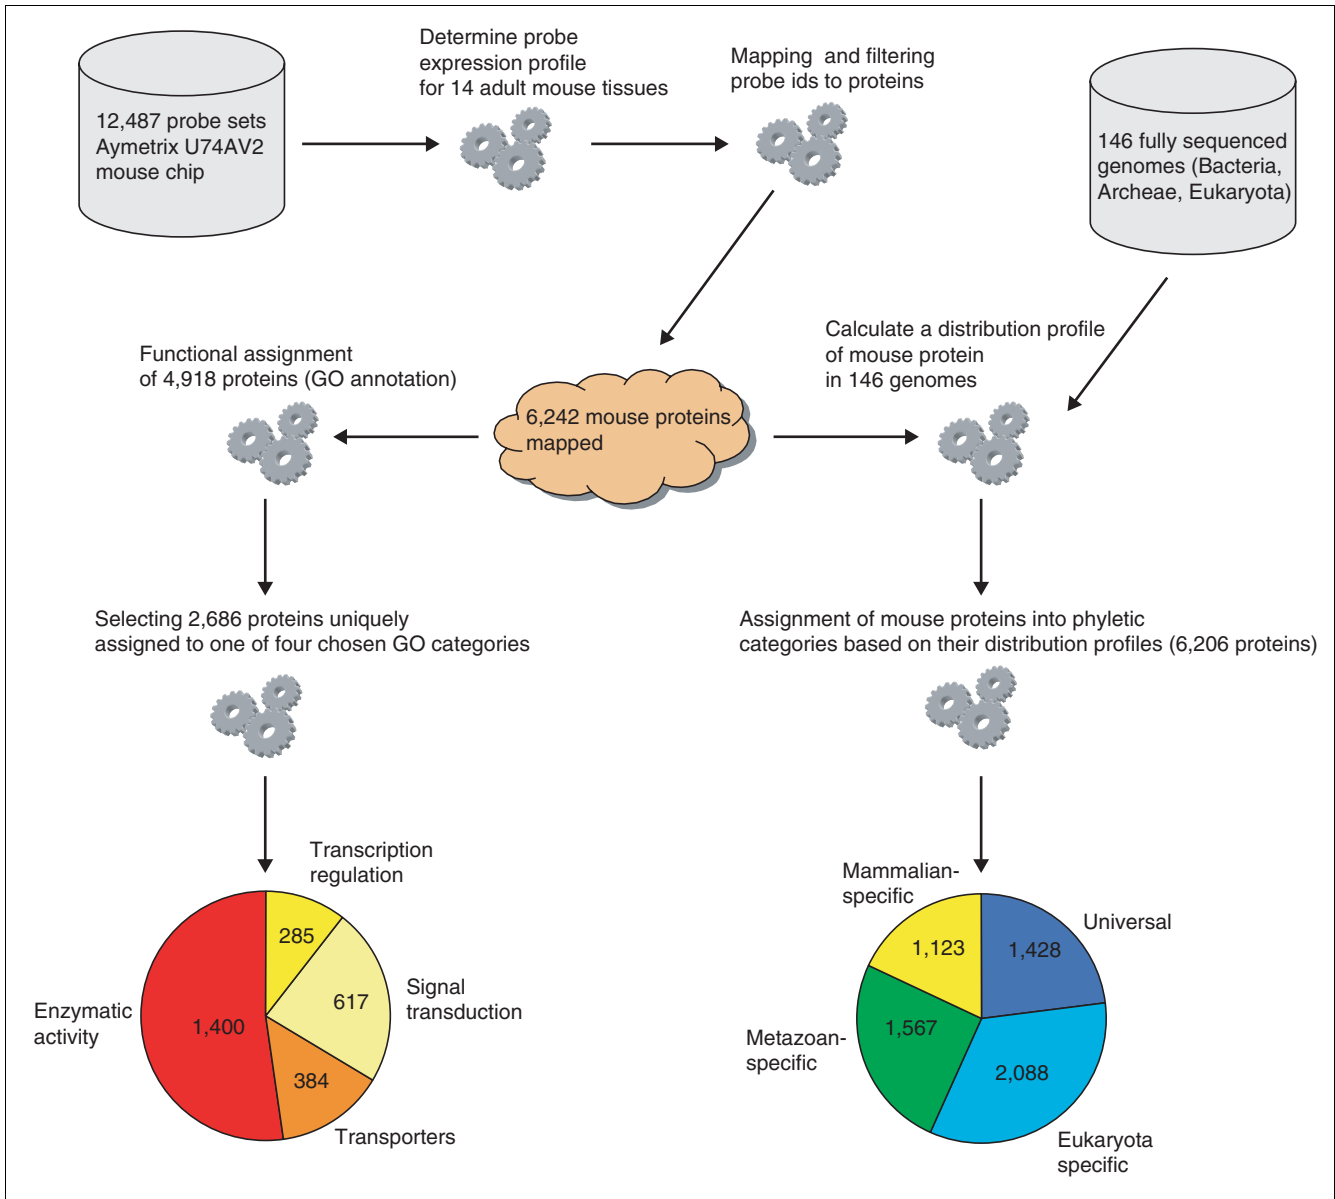 12,487 probe sets
Aymetrix U74AV2
mouse chip
Determine probe
expression profile
for 14 adult mouse tissues
Mapping and filtering
probe ids to proteins
146 fully sequenced
genomes (Bacteria,
Archeae, Eukaryota)
Functional assignment
of 4,918 proteins (GO annotation)
6,242 mouse proteins
mapped
Calculate a distribution profile
of mouse protein
in 146 genomes
Selecting 2,686 proteins uniquely
assigned to one of four chosen GO categories
Assignment of mouse proteins into phyletic
categories based on their distribution profiles (6,206 proteins)
Transcription
regulation
285
Signal
transduction
617
Enzymatic
activity
1,400
384
Transporters
Mammalian-
specific
1,123
Universal
1,428
Metazoan-
specific
1,567
2,088
Eukaryota
specific